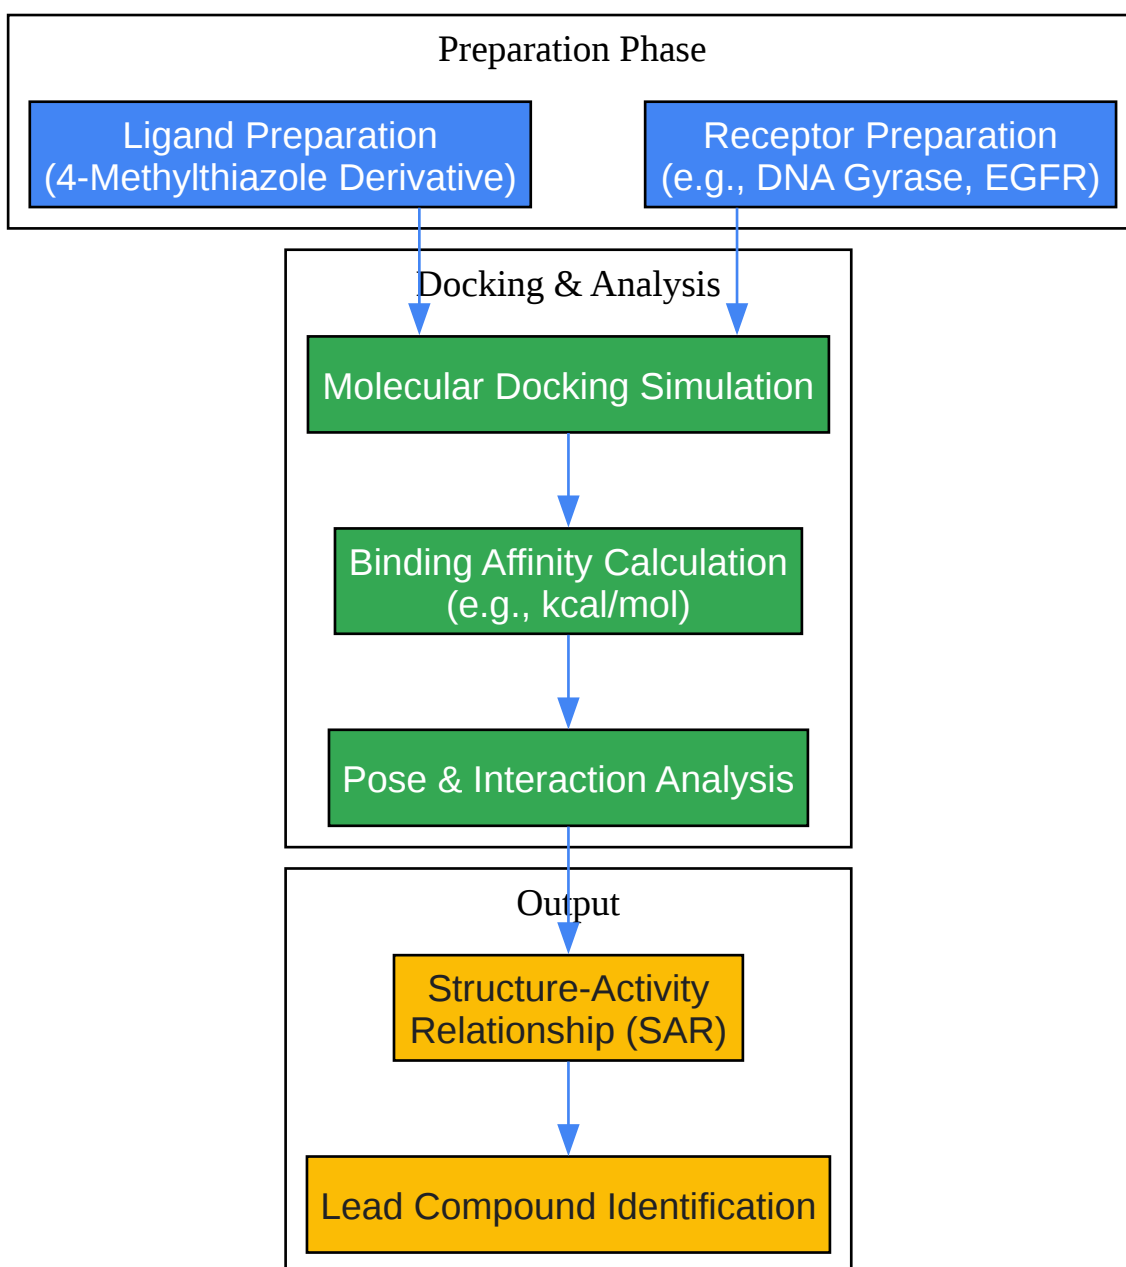 Preparation Phase
Ligand Preparation
(4-Methylthiazole Derivative)
Receptor Preparation
(e.g., DNA Gyrase, EGFR)
Docking & Analysis
Molecular Docking Simulation
Binding Affinity Calculation
(e.g., kcal/mol)
Pose & Interaction Analysis
Output
Structure-Activity
Relationship (SAR)
Lead Compound Identification